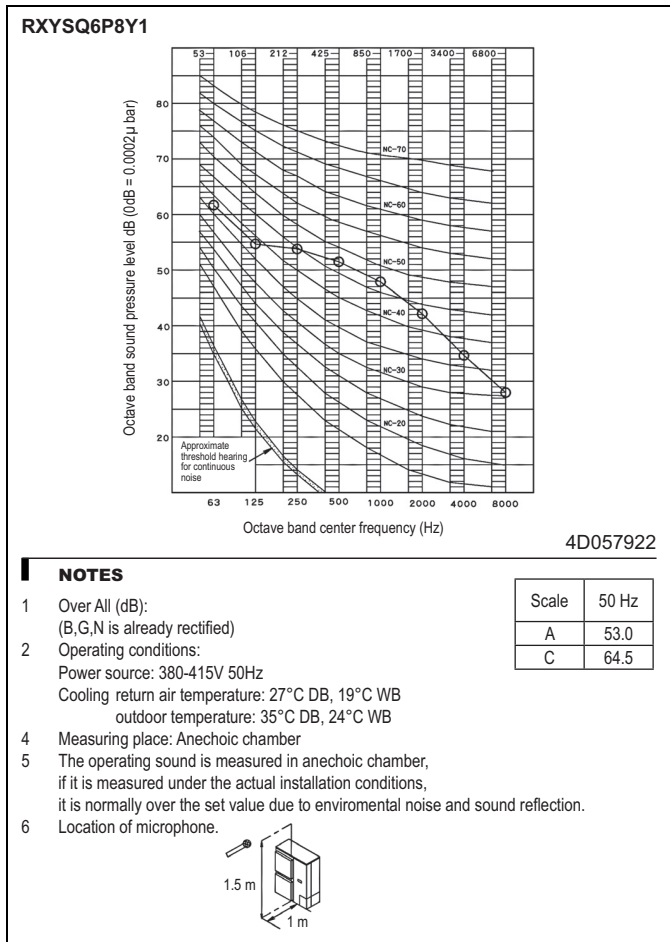 RXYSQ6P8Y1
53 106 212 425 850 1700 3400 6800
80
70
60
50
40
30
20
NC-70
NC-60
NC-50
NC-40
NC-30
NC-20
Octave band sound pressure level dB (0dB = 0.0002µ bar)
Approximate
threshold hearing
for continuous
noise
63 125 250 500 1000 2000 4000 8000
Octave band center frequency (Hz)
4D057922
NOTES
1 Over All (dB):
(B,G,N is already rectified)
Scale 50 Hz
A 53.0
C 64.5
2 Operating conditions:
Power source: 380-415V 50Hz
Cooling return air temperature: 27°C DB, 19°C WB
outdoor temperature: 35°C DB, 24°C WB
4 Measuring place: Anechoic chamber
5 The operating sound is measured in anechoic chamber,
if it is measured under the actual installation conditions,
it is normally over the set value due to enviromental noise and sound reflection.
6 Location of microphone.
1.5 m
1 m